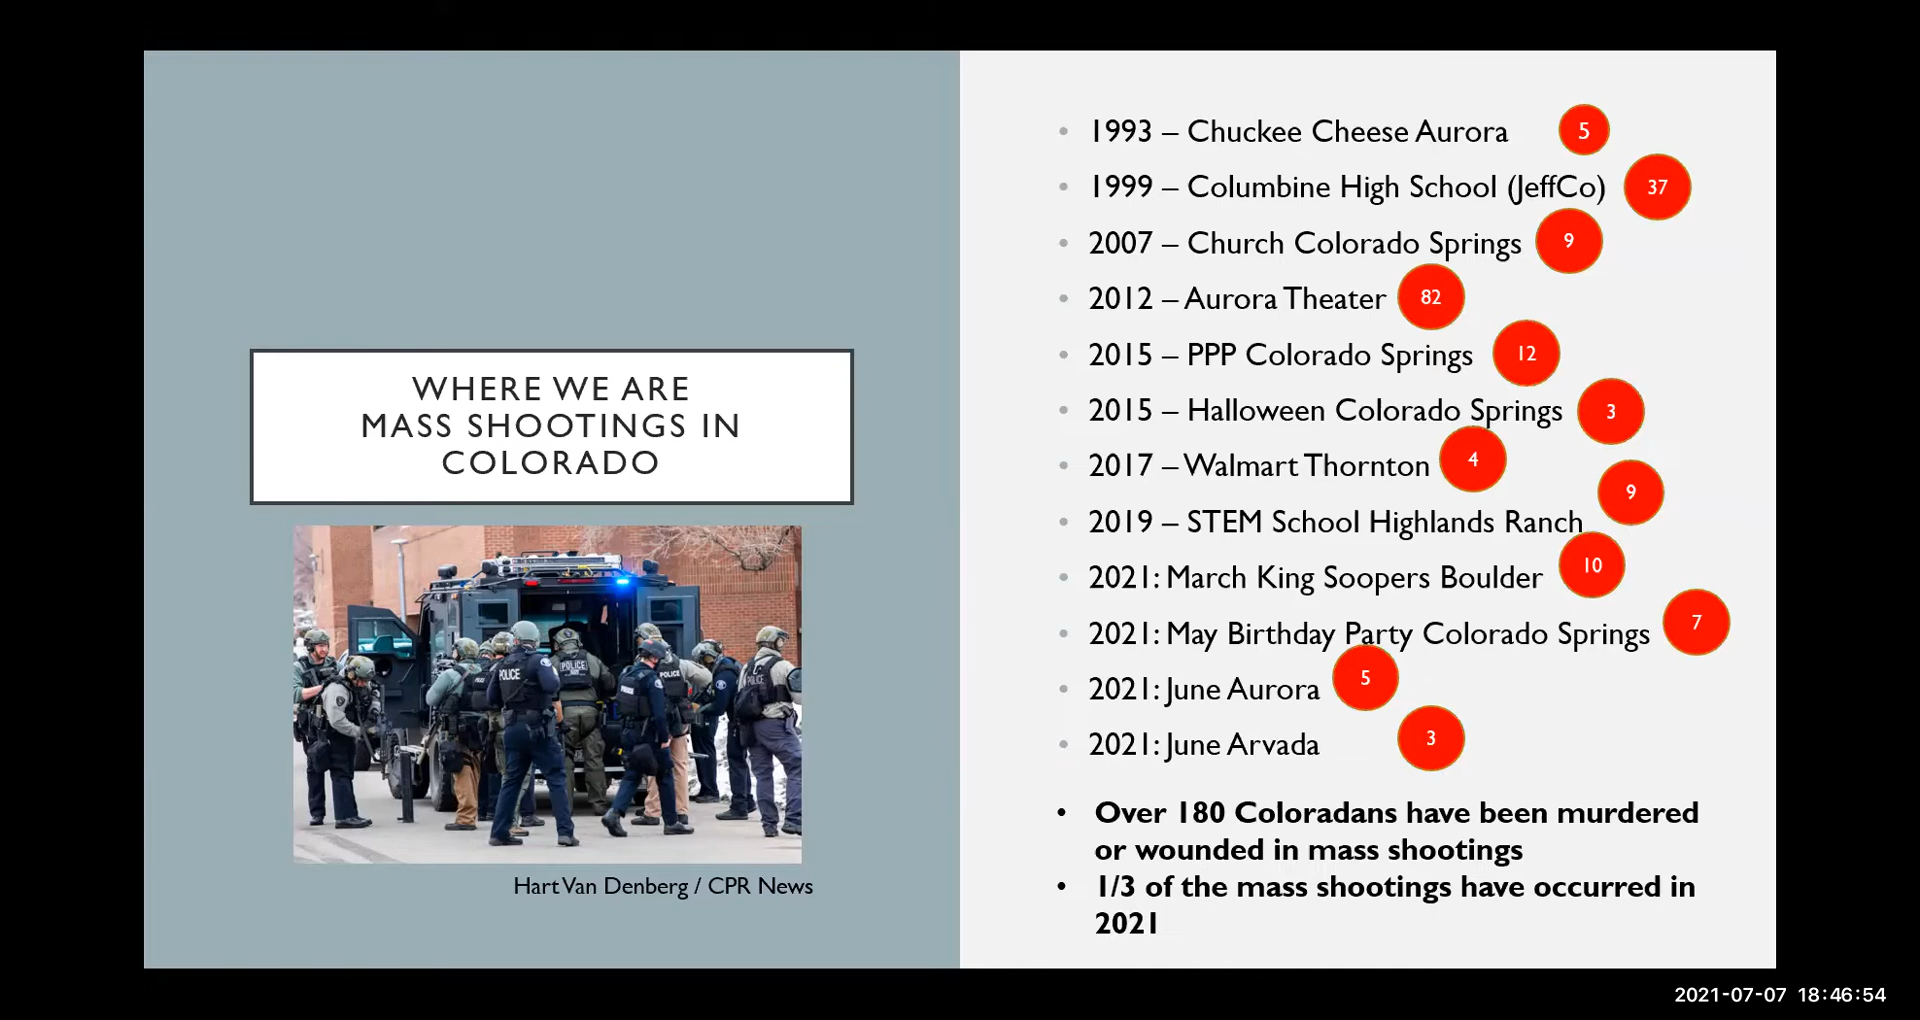 WHERE WE ARE
MASS SHOOTINGS IN
COLORADO
POLICE
POLICE
POLICE
POLICE
Hart Van Denberg / CPR News
1993 – Chuckee Cheese Aurora 5
1999 – Columbine High School (JeffCo) 37
2007 – Church Colorado Springs 9
2012 – Aurora Theater 82
2015 – PPP Colorado Springs 12
2015 – Halloween Colorado Springs 3
2017 – Walmart Thornton 4
2019 – STEM School Highlands Ranch 9
2021: March King Soopers Boulder 10
2021: May Birthday Party Colorado Springs 7
2021: June Aurora 5
2021: June Arvada 3
• Over 180 Coloradans have been murdered
or wounded in mass shootings
• 1/3 of the mass shootings have occurred in
2021
2021-07-07 18:46:54